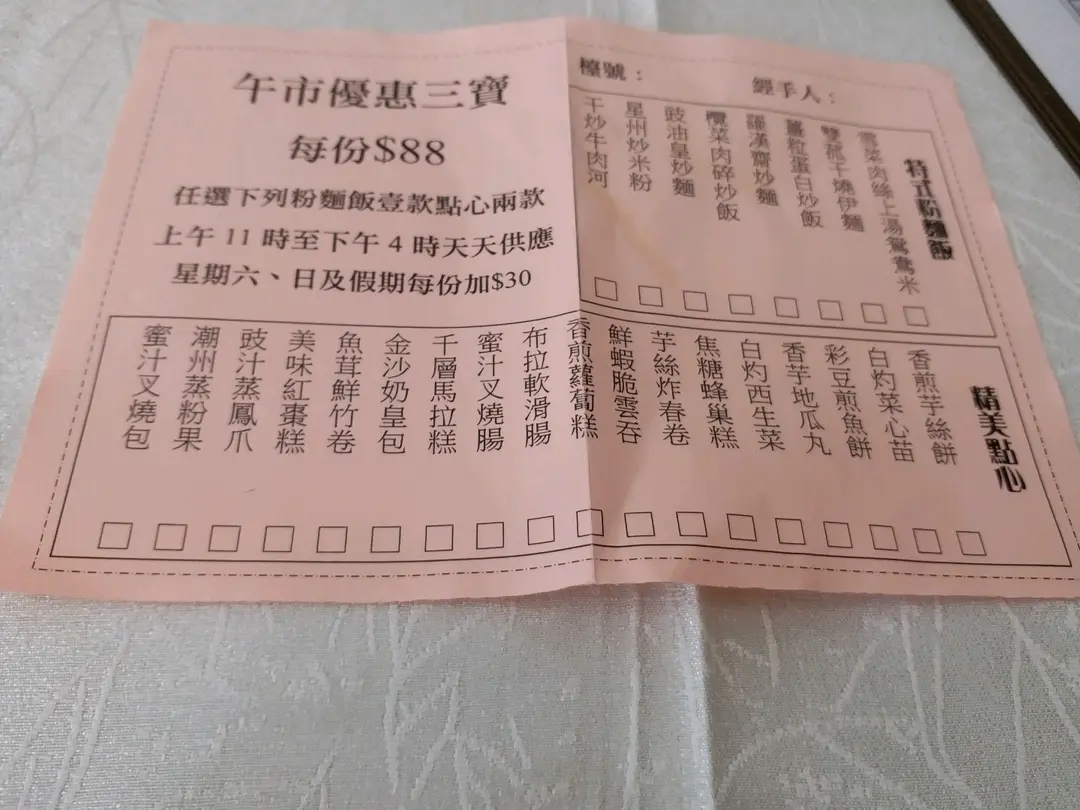 午市優惠三寶
每份$88
任選下列粉麵飯壹款點心兩款
上午 11 時至下午 4 時天天供應
星期六、日及假期每份加$30
檯號：
經手人：
特式粉麵飯
雪菜肉絲上湯鴛鴦米
雙菇干燒伊麵
薑粒蛋白炒飯
羅漢齋炒麵
欖菜肉碎炒飯
豉油皇炒麵
星州炒米粉
干炒牛肉河
精美點心
香煎芋絲餅
白灼菜心苗
彩豆煎魚餅
香芋地瓜丸
白灼西生菜
焦糖蜂巢糕
芋絲炸春卷
鮮蝦脆雲吞
香煎蘿蔔糕
布拉軟滑腸
蜜汁叉燒腸
千層馬拉糕
金沙奶皇包
魚茸鮮竹卷
美味紅棗糕
豉汁蒸鳳爪
潮州蒸粉果
蜜汁叉燒包